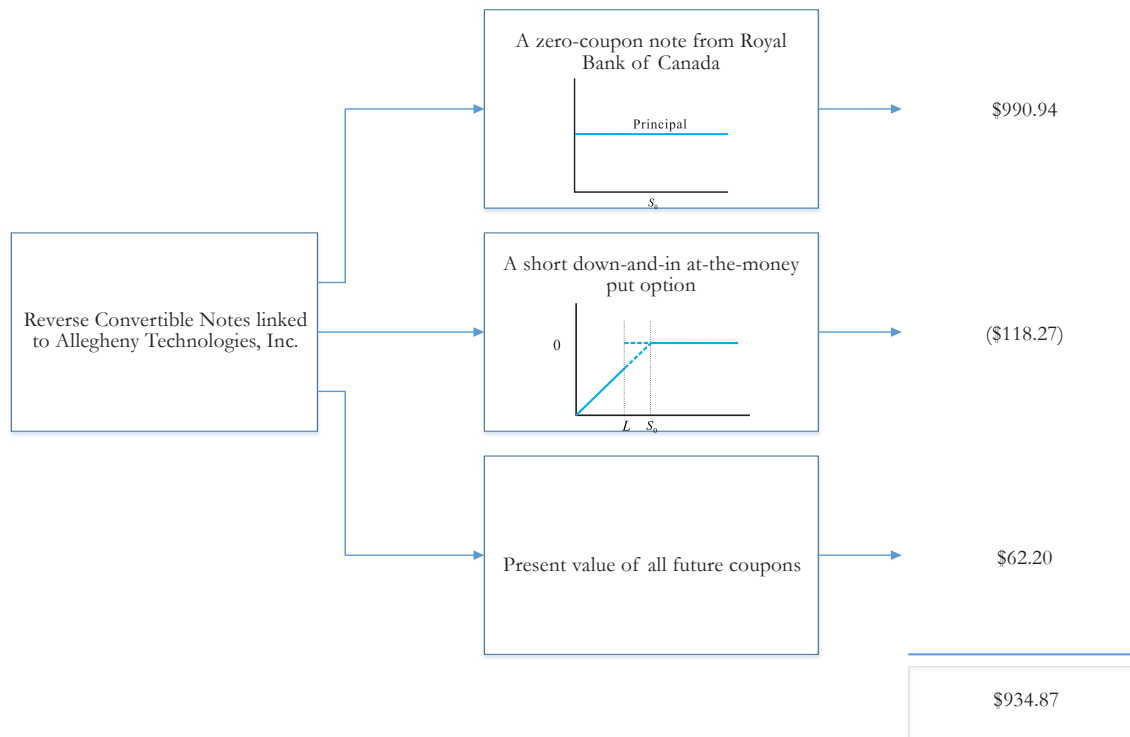 A zero-coupon note from Royal
Bank of Canada
Principal
S₀
$990.94
Reverse Convertible Notes linked
to Allegheny Technologies, Inc.
A short down-and-in at-the-money
put option
0
L S₀
($118.27)
Present value of all future coupons
$62.20
$934.87